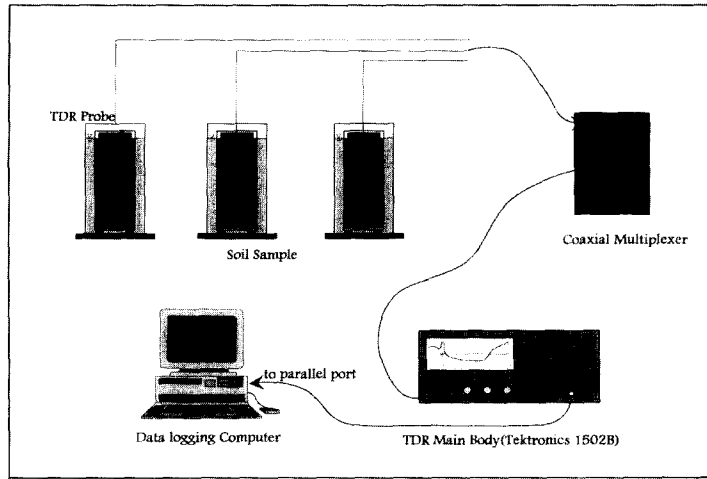 TDR Probe
Soil Sample
Coaxial Multiplexer
to parallel port
Data logging Computer
TDR Main Body(Tektronics 1502B)